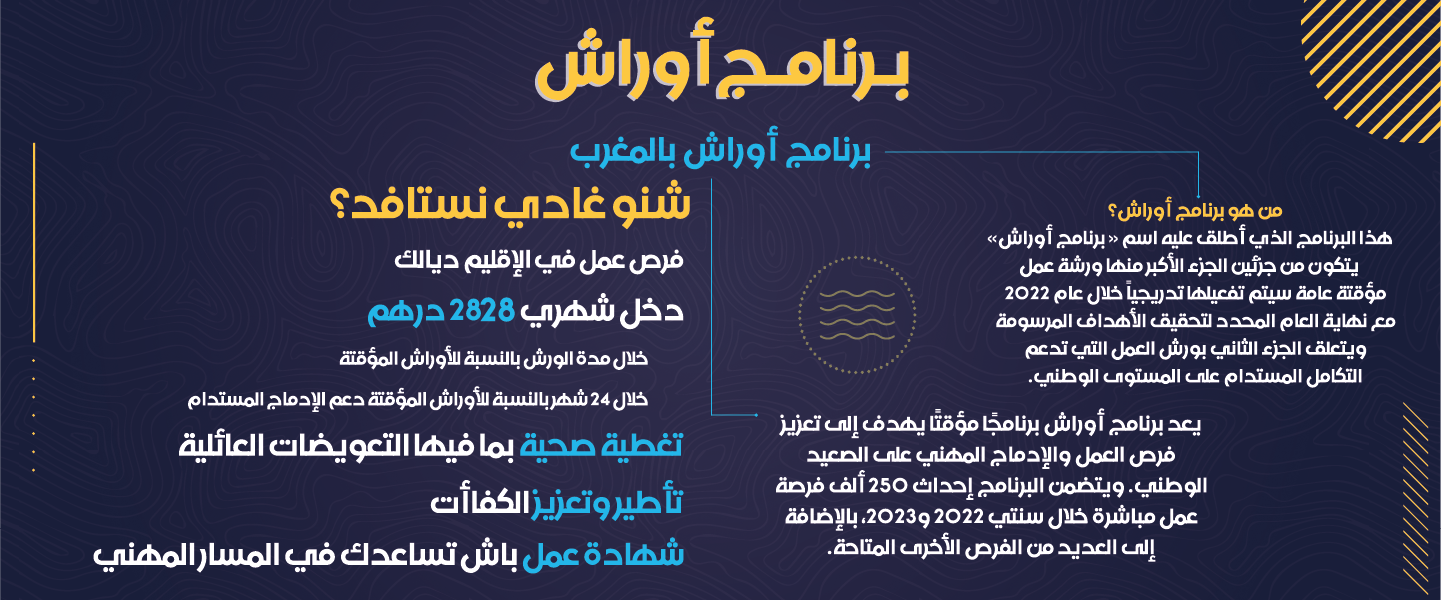 برنامج أوراش
برنامج أوراش بالمغرب
من هو برنامج أوراش؟
هذا البرنامج الذي أطلق عليه اسم « برنامج أوراش»
يتكون من جزئين الجزء الأكبر منها ورشة عمل
مؤقتة عامة سيتم تفعيلها تدريجياً خلال عام 2022
مع نهاية العام المحدد لتحقيق الأهداف المرسومة
ويتعلق الجزء الثاني بورش العمل التي تدعم
التكامل المستدام على المستوى الوطني.
يعد برنامج أوراش برنامجًا مؤقتًا يهدف إلى تعزيز
فرص العمل والإدماج المهني على الصعيد
الوطني. ويتضمن البرنامج إحداث 250 ألف فرصة
عمل مباشرة خلال سنتي 2022 و2023، بالإضافة
إلى العديد من الفرص الأخرى المتاحة.
شنو غادي نستافد؟
فرص عمل في الإقليم ديالك
دخل شهري 2828 درهم
خلال مدة الورش بالنسبة للأوراش المؤقتة
خلال 24 شهر بالنسبة للأوراش المؤقتة دعم الإدماج المستدام
تغطية صحية بما فيها التعويضات العائلية
تأطير وتعزيز الكفاأت
شهادة عمل باش تساعدك في المسار المهني